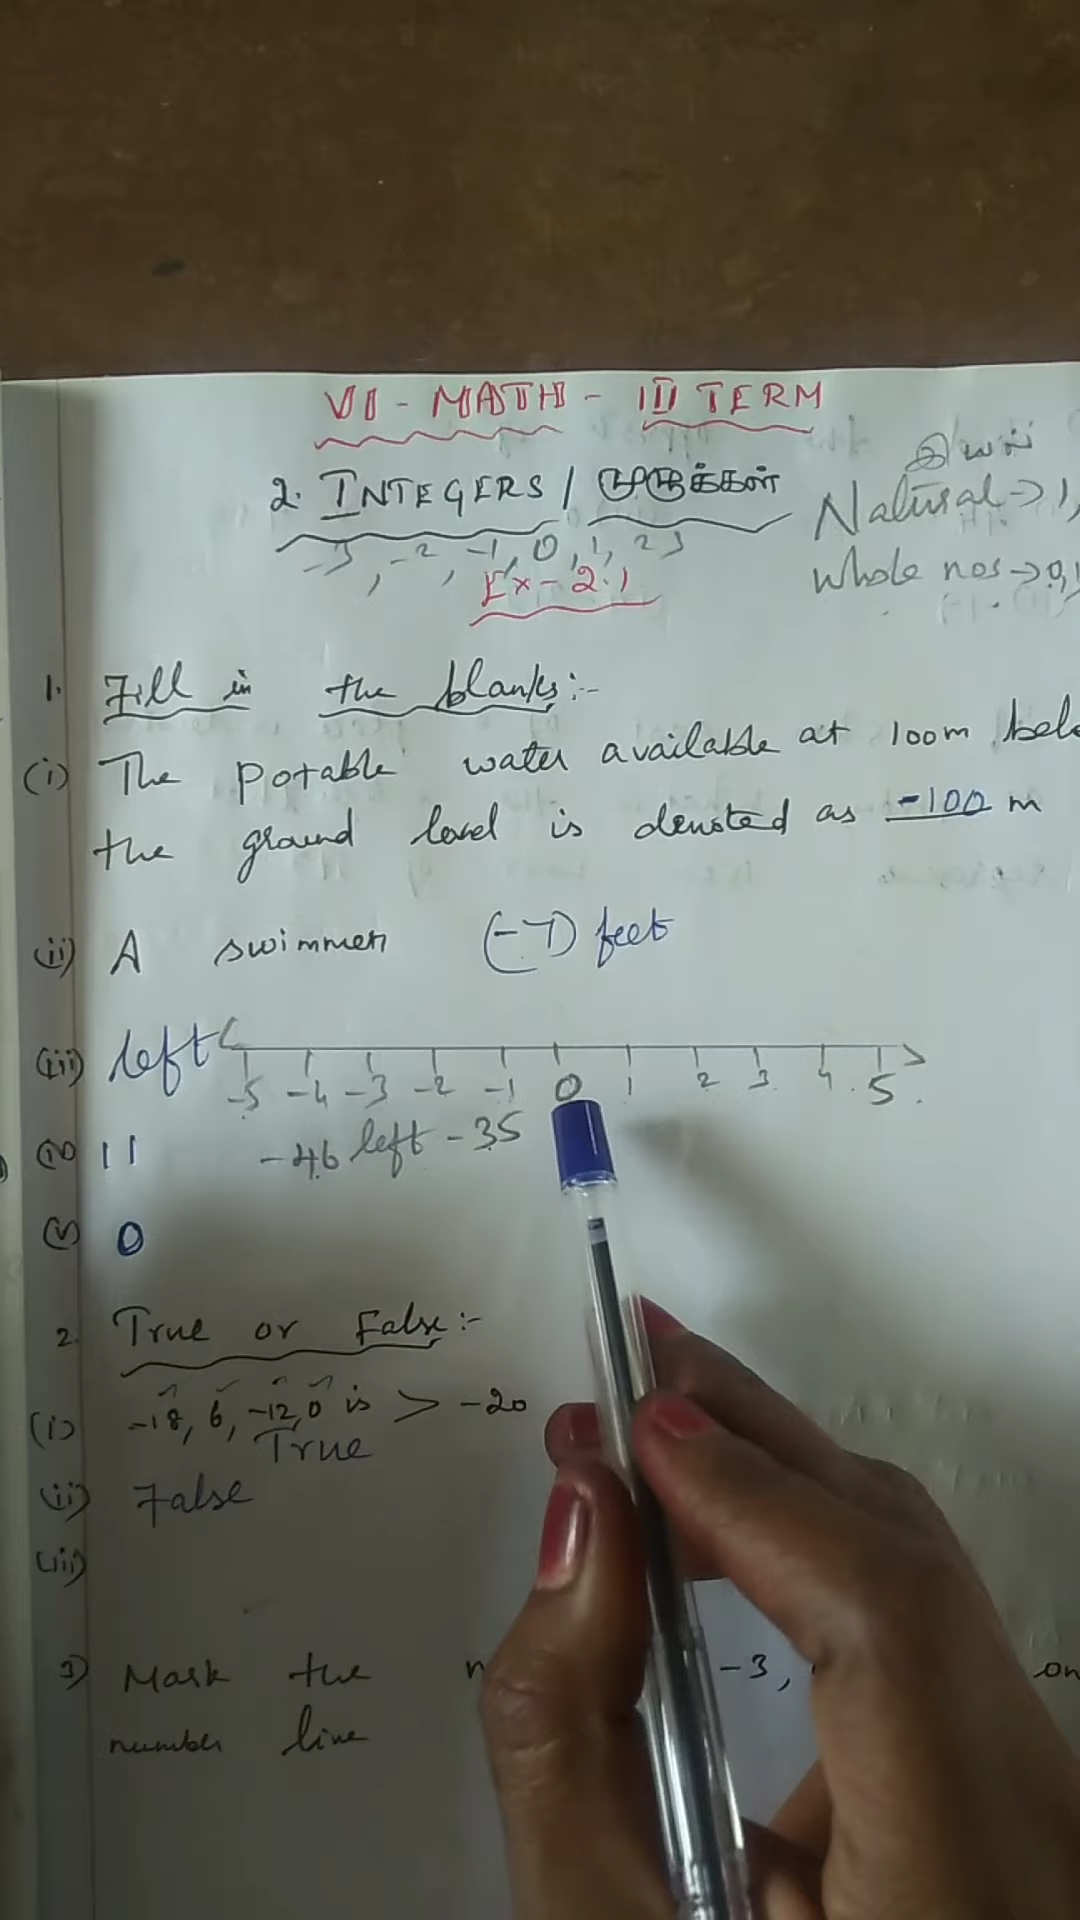 VI - MATH - III TERM
2. INTEGERS / முழுக்கள்
-3, -2, -1, 0, 1, 2 3
Ex - 2.1
இயல்
Natural -> 1,
Whole nos -> 0,
1. Fill in the blanks:-
(i) The potable water available at 100m
the ground level is denoted as -100 m
(ii) A swimmer (-7) feet
(iii) left
-5 -4 -3 -2 -1 0 1 2 3 4 5
(iv) 11 -46 left -35
(v) 0
2. True or False:-
(i) -18, 6, -12, 0 is > -20
True
(ii) False
(iii)
3) Mark the -3, on
number line